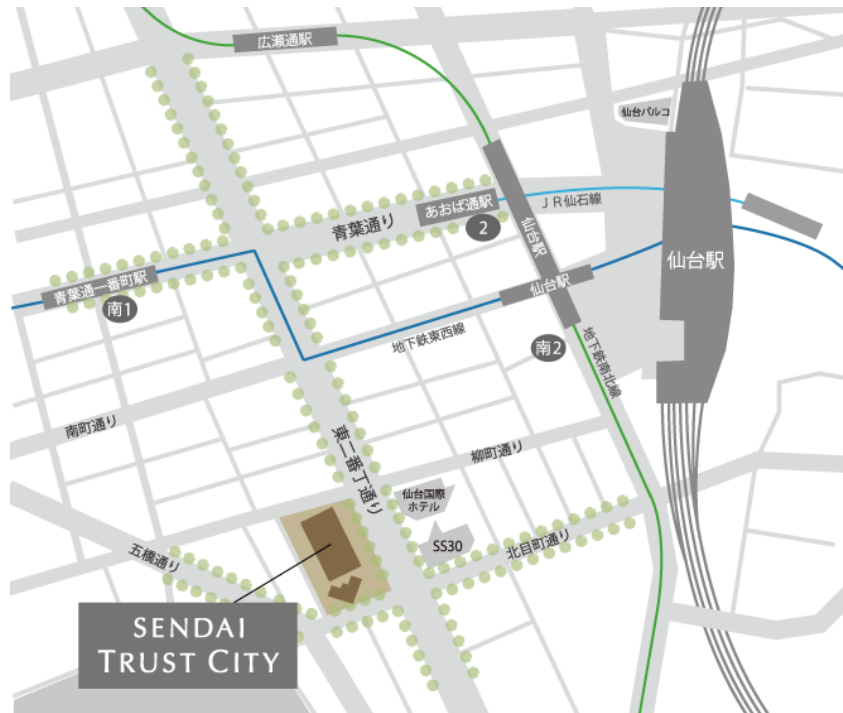 広瀬通駅
仙台パルコ
あおば通駅
2
JR仙石線
仙台駅
青葉通り
仙台駅
仙台駅
青葉通一番町駅
南1
地下鉄東西線
南2
地下鉄南北線
南町通り
東二番丁通り
柳町通り
仙台国際
ホテル
SS30
北目町通り
五橋通り
SENDAI
TRUST CITY